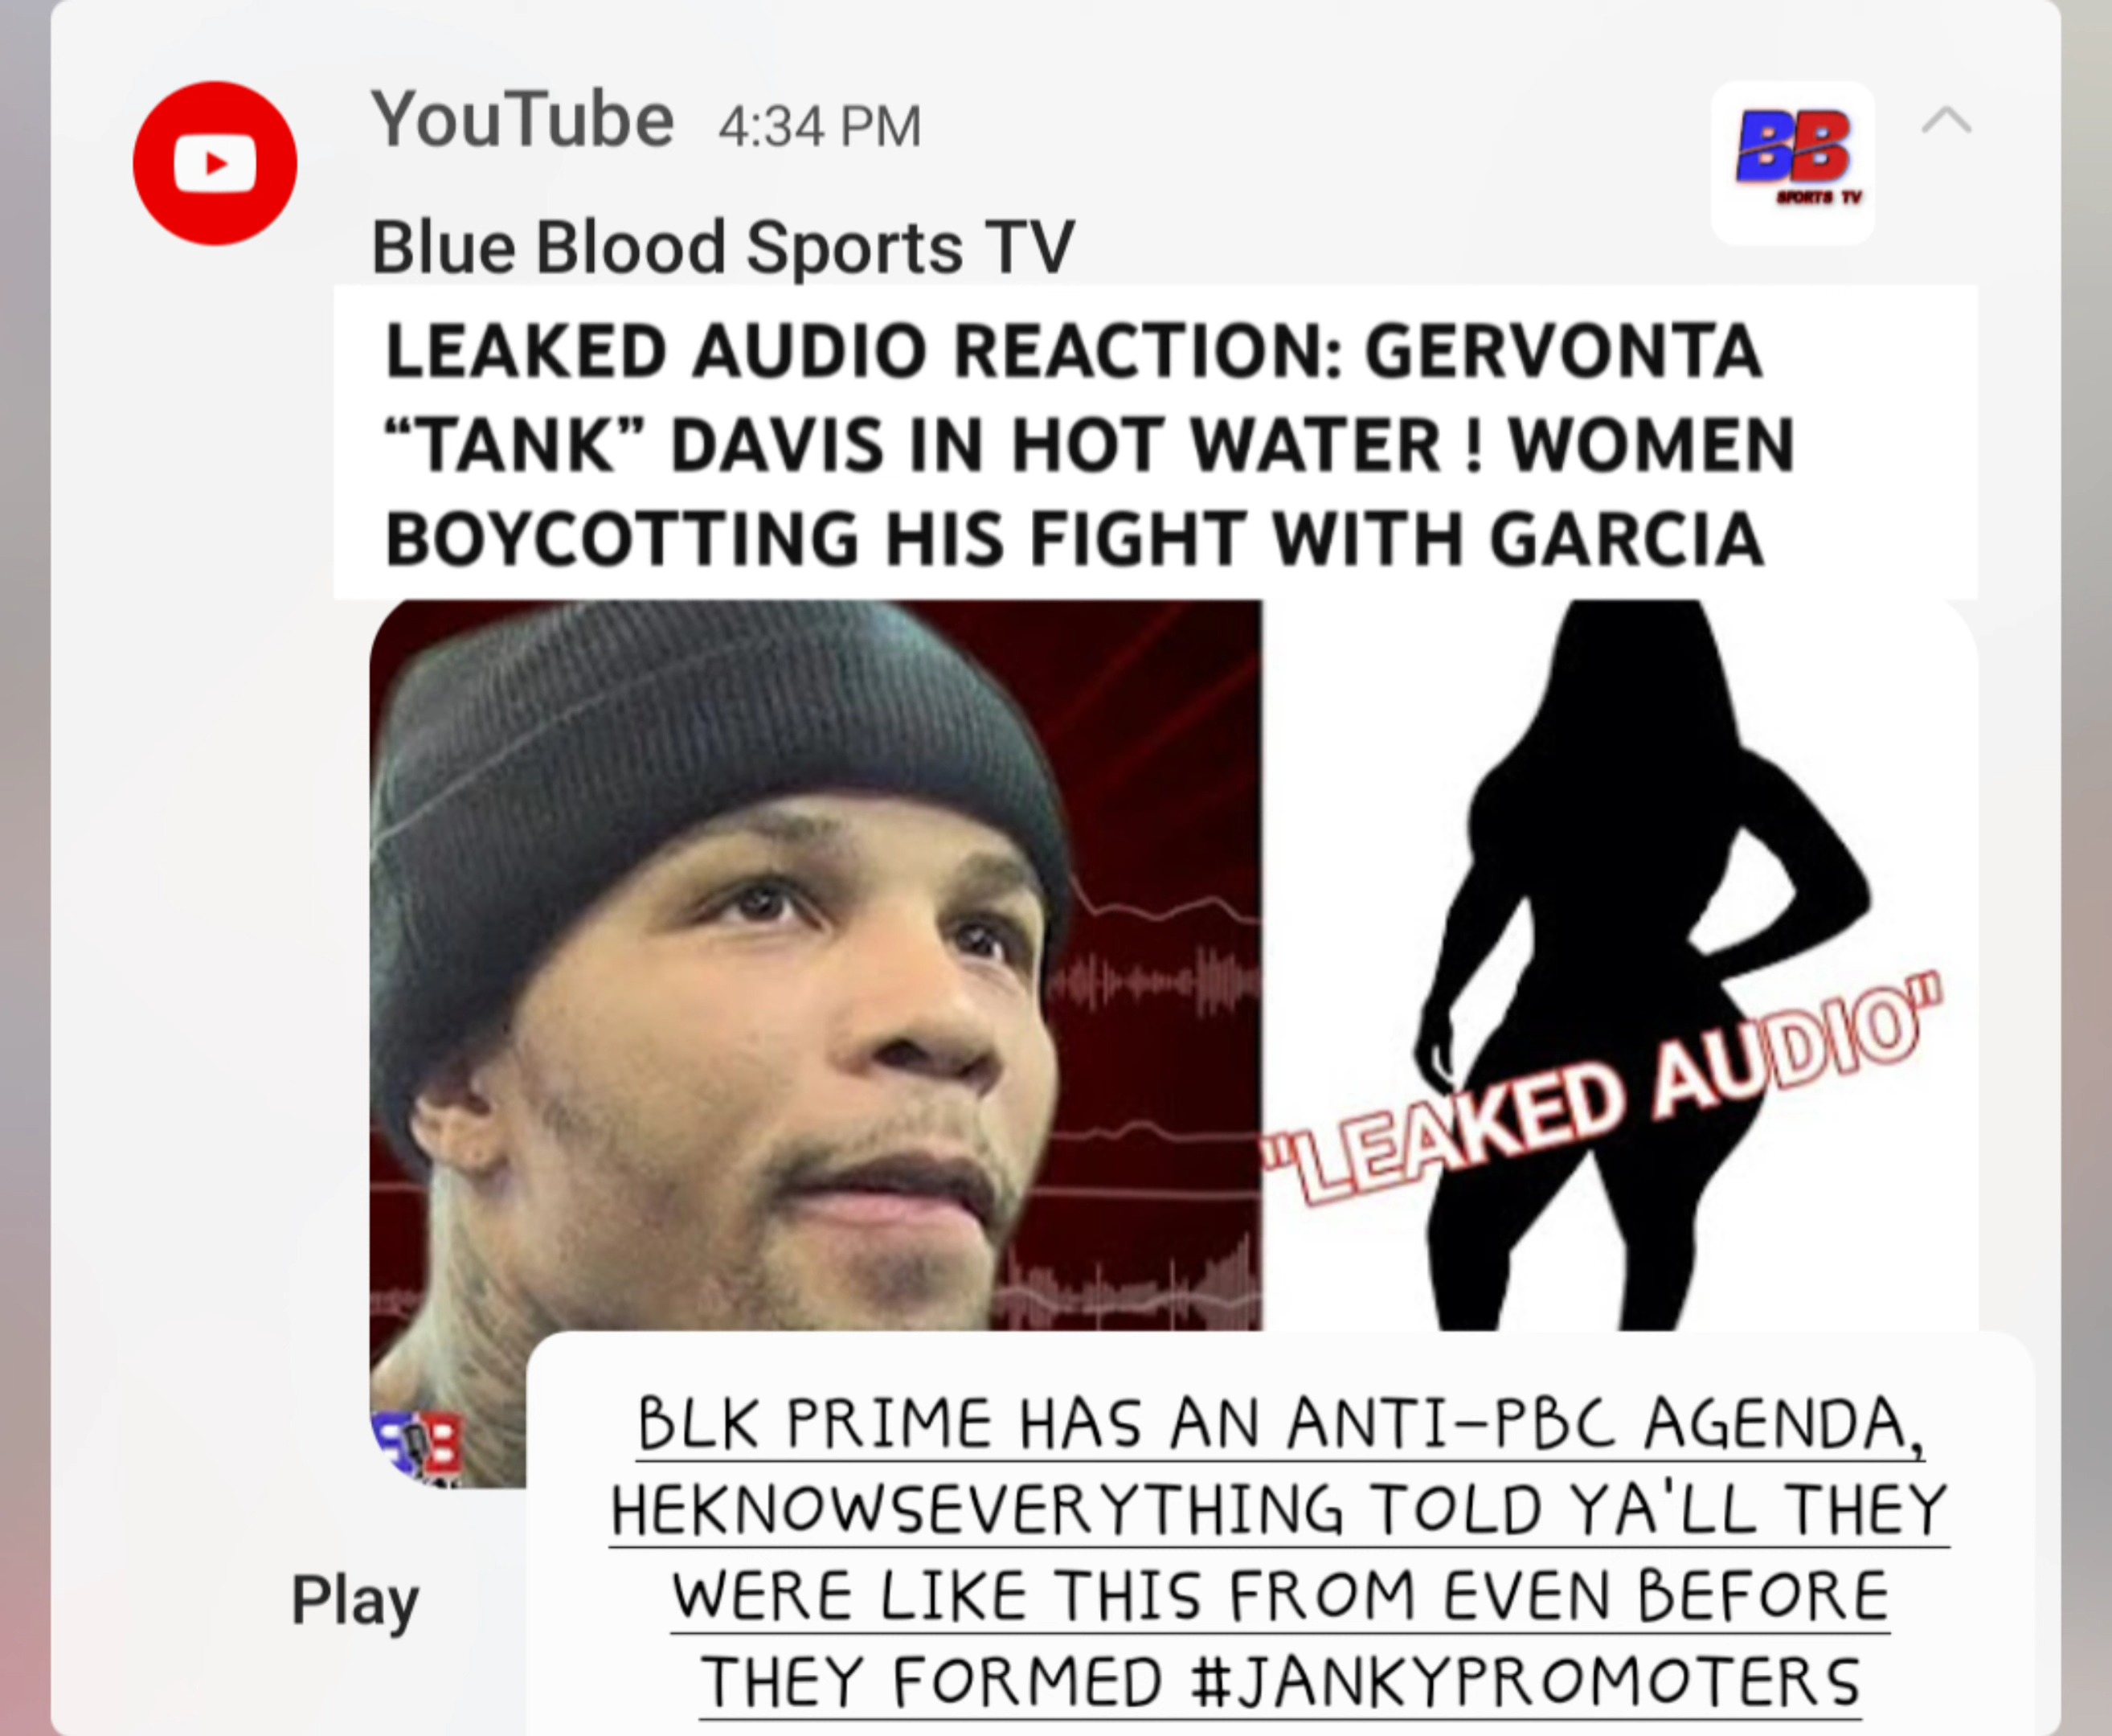 YouTube 4:34 PM
BB
SPORTS TV
Blue Blood Sports TV
LEAKED AUDIO REACTION: GERVONTA
“TANK” DAVIS IN HOT WATER ! WOMEN
BOYCOTTING HIS FIGHT WITH GARCIA
"LEAKED AUDIO"
BB
BLK PRIME HAS AN ANTI-PBC AGENDA,
HEKNOWSEVERYTHING TOLD YA'LL THEY
WERE LIKE THIS FROM EVEN BEFORE
THEY FORMED #JANKYPROMOTERS
Play